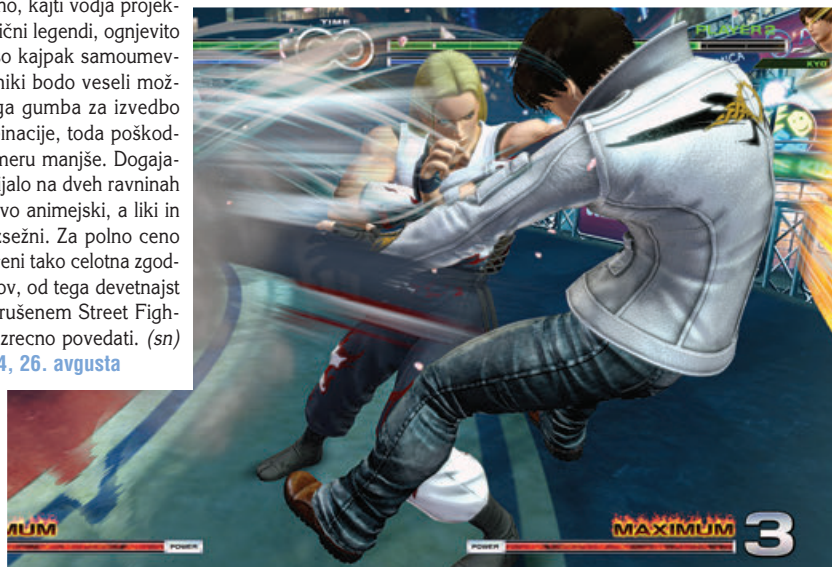 no, kajti vodja projek-
ični legendi, ognjevito
o kajpak samoumev-
niki bodo veseli mož-
ga gumba za izvedbo
inacije, toda poškod-
meru manjše. Dogaja-
ijalo na dveh ravninah
vo animejski, a liki in
sežni. Za polno ceno
eni tako celotna zgod-
ov, od tega devetnajst
rušenem Street Figh-
zrecno povedati. (sn)
4, 26. avgusta
TIME
PLAYER 2
KYO
MUM
POWER
POWER
MAXIMUM 3